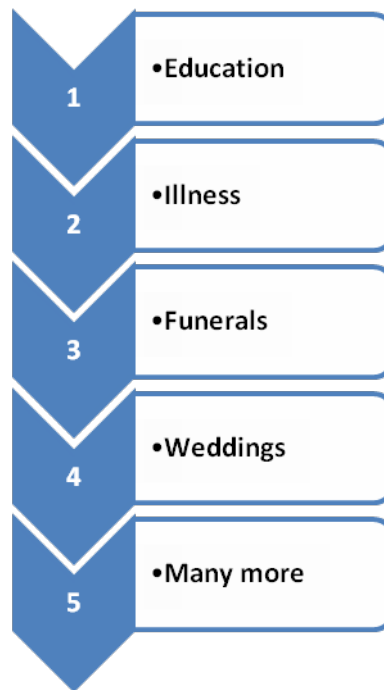 1
•Education
2
•Illness
3
•Funerals
4
•Weddings
5
•Many more